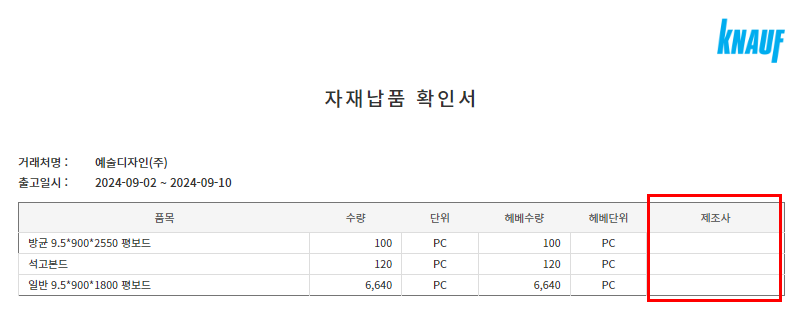 KNAUF
자재납품 확인서
거래처명 : 예술디자인(주)
출고일시 : 2024-09-02 ~ 2024-09-10
품목 수량 단위 헤베수량 헤베단위 제조사
방균 9.5*900*2550 평보드 100 PC 100 PC
석고본드 120 PC 120 PC
일반 9.5*900*1800 평보드 6,640 PC 6,640 PC